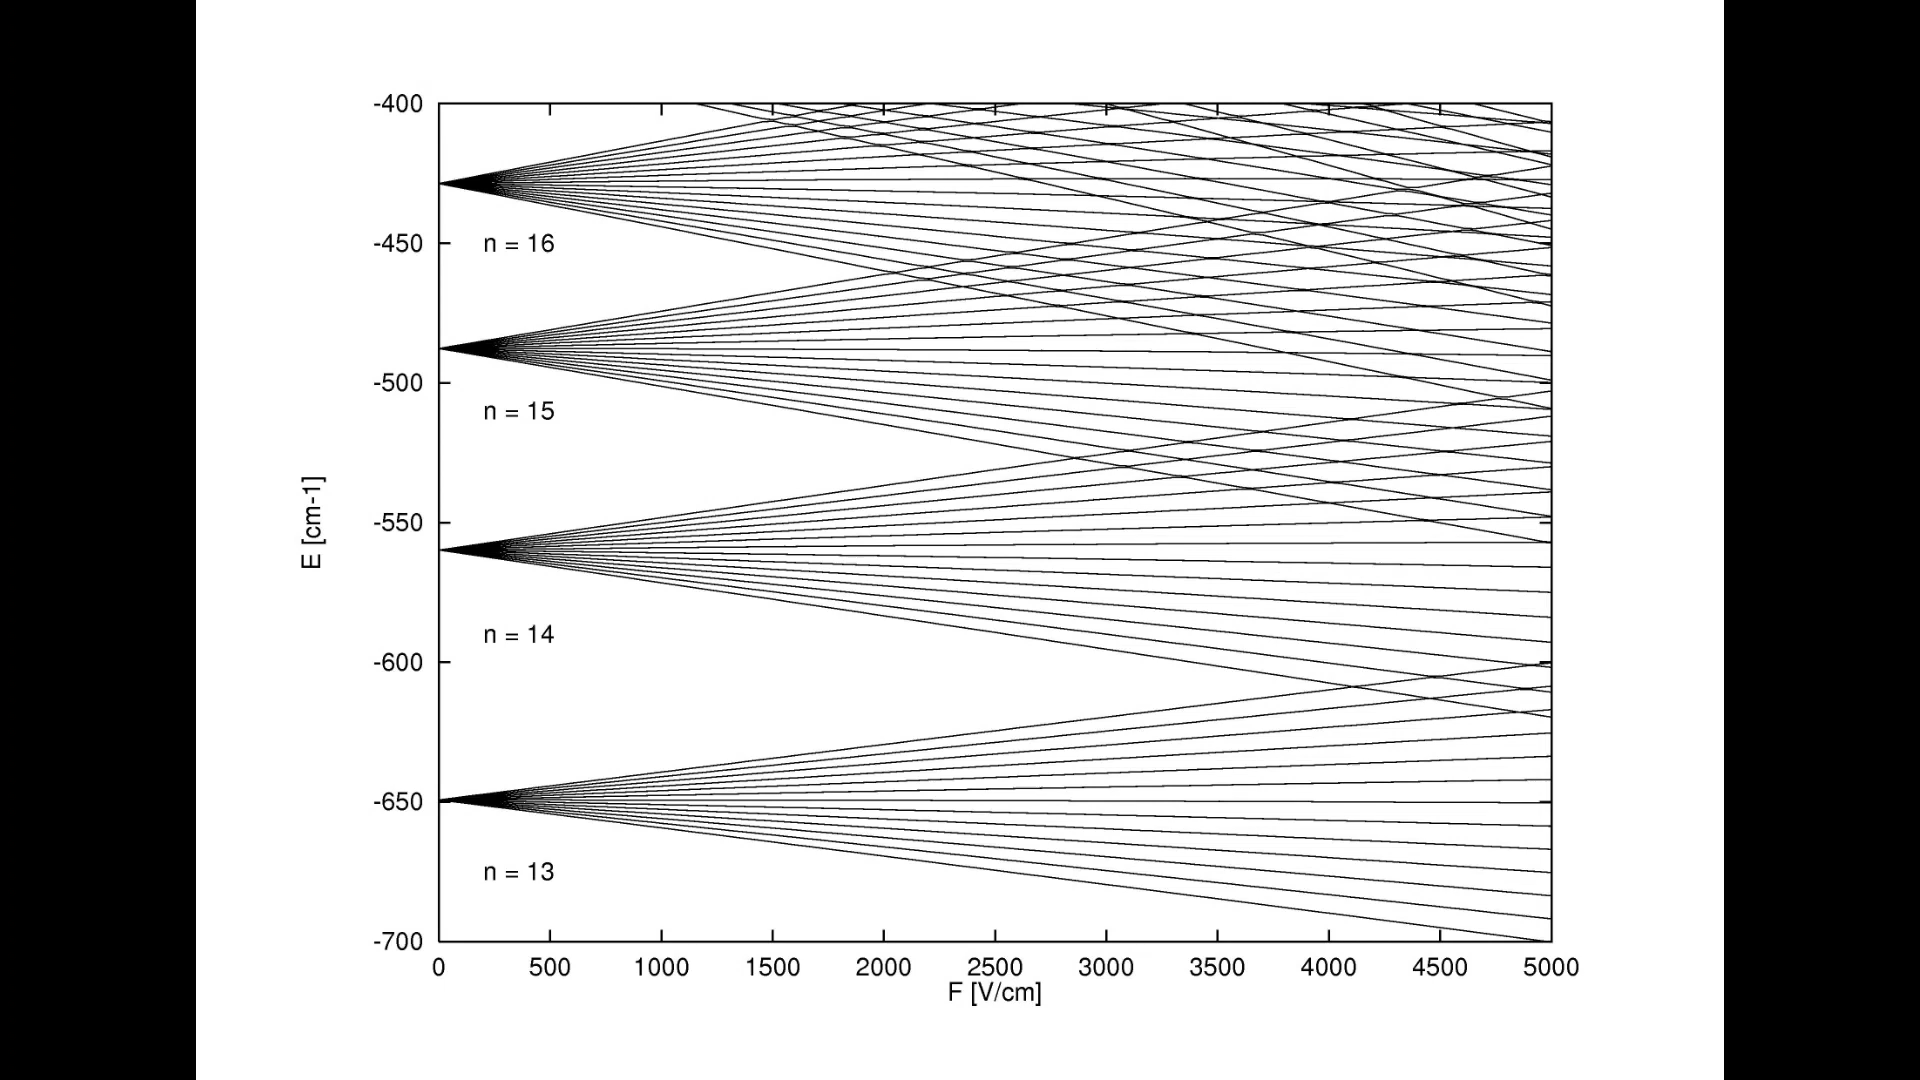 -400
-450
-500
-550
-600
-650
-700
E [cm-1]
n = 16
n = 15
n = 14
n = 13
0 500 1000 1500 2000 2500 3000 3500 4000 4500 5000
F [V/cm]